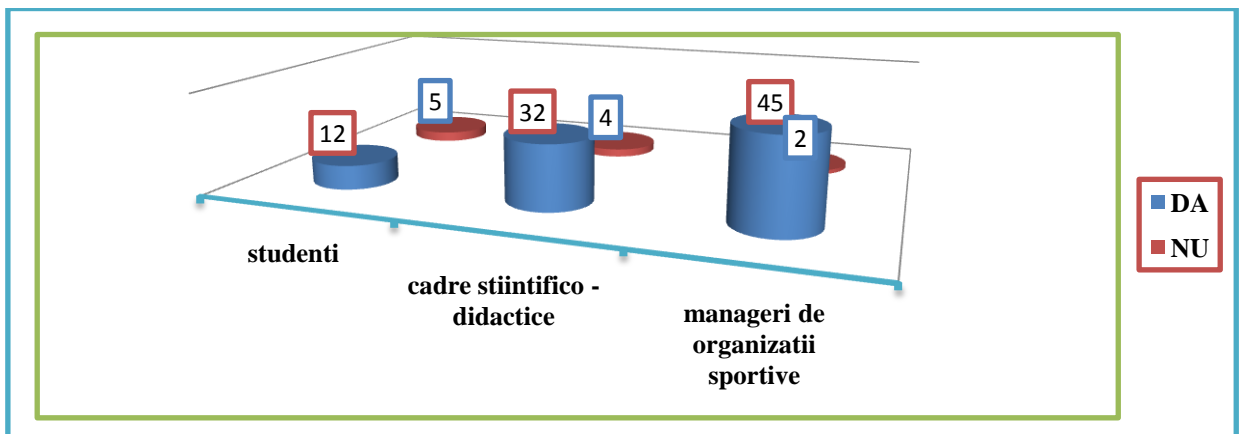 12
5
32
4
45
2
studenti
cadre stiintifico -
didactice
manageri de
organizatii
sportive
DA
NU